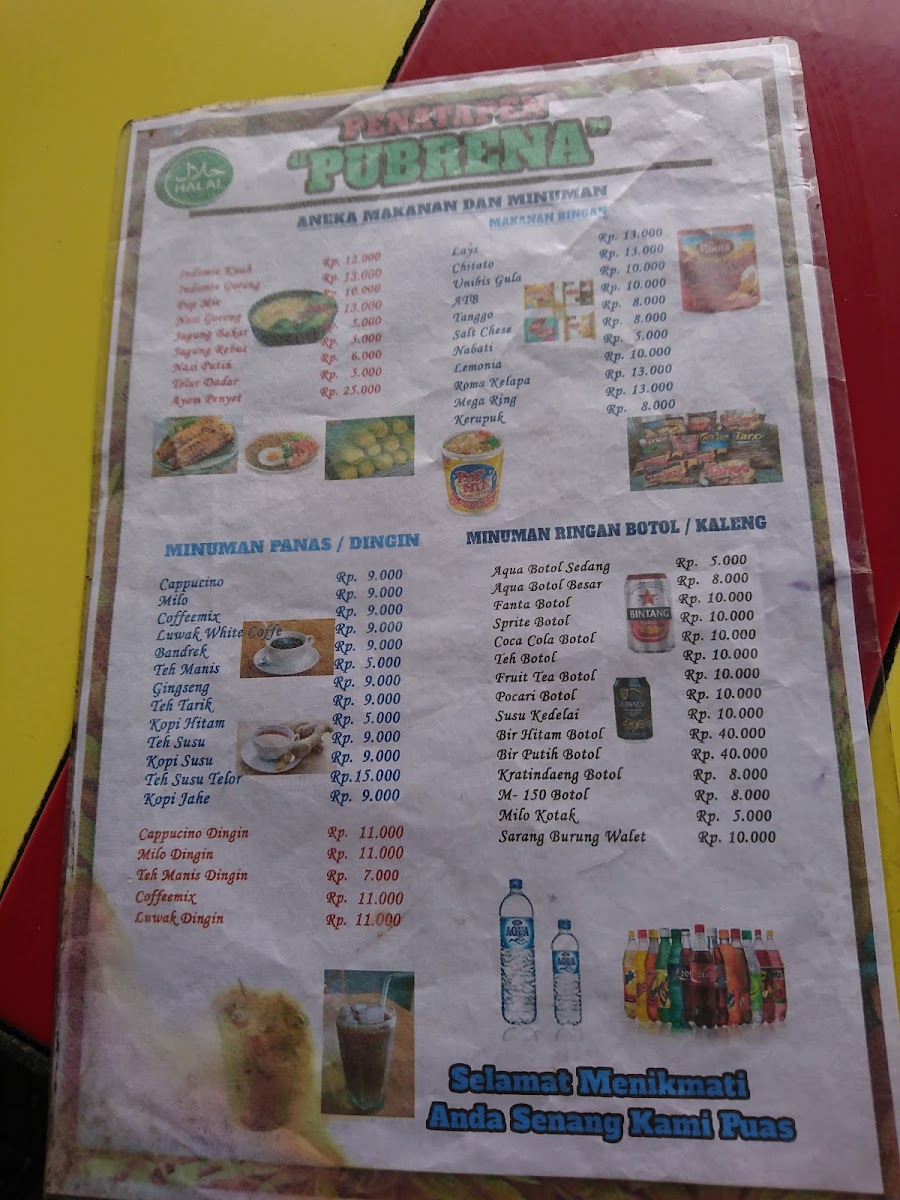 حلال
HALAL
PENATAPEN
"PUBRENA"
ANEKA MAKANAN DAN MINUMAN
Indomie Kuah Rp. 12.000
Indomie Goreng Rp. 13.000
Pop Mie Rp. 10.000
Nasi Goreng 13.000
Jagung Bakar Rp. 5.000
Jagung Rebus Rp. 5.000
Nasi Putih Rp. 6.000
Telur Dadar Rp. 5.000
Ayam Penyet Rp. 25.000
MAKANAN RINGAN
Lays Rp. 13.000
Chitato Rp. 13.000
Unibis Gula Rp. 10.000
ATB Rp. 10.000
Tanggo Rp. 8.000
Salt Chese Rp. 8.000
Nabati Rp. 5.000
Lemonia Rp. 10.000
Roma Kelapa Rp. 13.000
Mega Ring Rp. 13.000
Kerupuk Rp. 8.000
POP MIE
Taro
MINUMAN PANAS / DINGIN
Cappucino Rp. 9.000
Milo Rp. 9.000
Coffeemix Rp. 9.000
Luwak White Coffe Rp. 9.000
Bandrek Rp. 9.000
Teh Manis Rp. 5.000
Gingseng Rp. 9.000
Teh Tarik Rp. 9.000
Kopi Hitam Rp. 5.000
Teh Susu Rp. 9.000
Kopi Susu Rp. 9.000
Teh Susu Telor Rp. 15.000
Kopi Jahe Rp. 9.000
Cappucino Dingin Rp. 11.000
Milo Dingin Rp. 11.000
Teh Manis Dingin Rp. 7.000
Coffeemix Rp. 11.000
Luwak Dingin Rp. 11.000
MINUMAN RINGAN BOTOL / KALENG
Aqua Botol Sedang Rp. 5.000
Aqua Botol Besar Rp. 8.000
Fanta Botol Rp. 10.000
Sprite Botol Rp. 10.000
Coca Cola Botol Rp. 10.000
Teh Botol Rp. 10.000
Fruit Tea Botol Rp. 10.000
Pocari Botol Rp. 10.000
Susu Kedelai Rp. 10.000
Bir Hitam Botol Rp. 40.000
Bir Putih Botol Rp. 40.000
Kratindaeng Botol Rp. 8.000
M- 150 Botol Rp. 8.000
Milo Kotak Rp. 5.000
Sarang Burung Walet Rp. 10.000
BINTANG
GUINNESS
AQUA
AQUA
Selamat Menikmati
Anda Senang Kami Puas